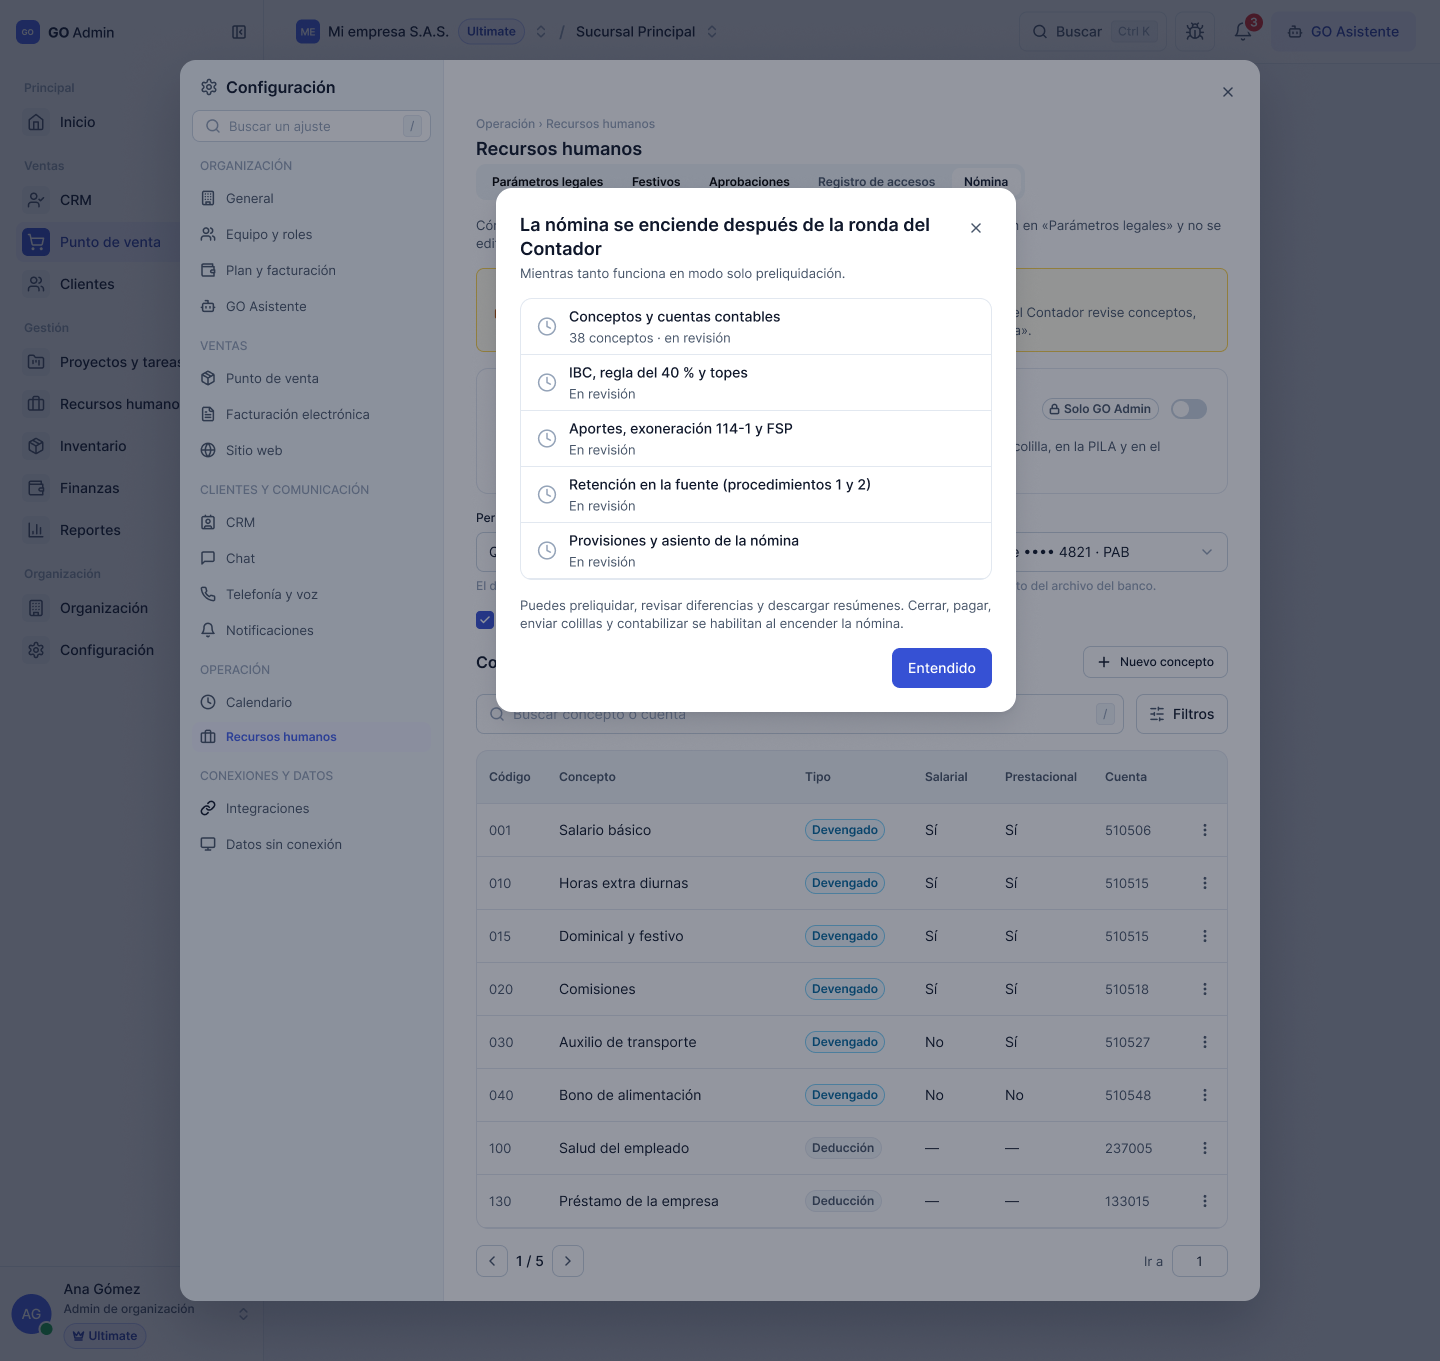 GO
GO Admin
ME
Mi empresa S.A.S.
Ultimate
/
Sucursal Principal
Buscar
Ctrl K
3
GO Asistente
Principal
Inicio
Ventas
CRM
Punto de venta
Clientes
Gestión
Proyectos y tareas
Recursos humano
Inventario
Finanzas
Reportes
Organización
Organización
Configuración
Ana Gómez
AG
Admin de organización
Ultimate
Configuración
Buscar un ajuste
/
ORGANIZACIÓN
General
Equipo y roles
Plan y facturación
GO Asistente
VENTAS
Punto de venta
Facturación electrónica
Sitio web
CLIENTES Y COMUNICACIÓN
CRM
Chat
Telefonía y voz
Notificaciones
OPERACIÓN
Calendario
Recursos humanos
CONEXIONES Y DATOS
Integraciones
Datos sin conexión
Operación › Recursos humanos
Recursos humanos
Parámetros legales
Festivos
Aprobaciones
Registro de accesos
Nómina
en «Parámetros legales» y no se
Contador revise conceptos,
Solo GO Admin
colilla, en la PILA y en el
•••• 4821 · PAB
El
del archivo del banco.
Nuevo concepto
Buscar concepto o cuenta
/
Filtros
La nómina se enciende después de la ronda del
Contador
Mientras tanto funciona en modo solo preliquidación.
Conceptos y cuentas contables
38 conceptos · en revisión
IBC, regla del 40 % y topes
En revisión
Aportes, exoneración 114-1 y FSP
En revisión
Retención en la fuente (procedimientos 1 y 2)
En revisión
Provisiones y asiento de la nómina
En revisión
Puedes preliquidar, revisar diferencias y descargar resúmenes. Cerrar, pagar,
enviar colillas y contabilizar se habilitan al encender la nómina.
Entendido
Código Concepto Tipo Salarial Prestacional Cuenta
001 Salario básico Devengado Sí Sí 510506
010 Horas extra diurnas Devengado Sí Sí 510515
015 Dominical y festivo Devengado Sí Sí 510515
020 Comisiones Devengado Sí Sí 510518
030 Auxilio de transporte Devengado No Sí 510527
040 Bono de alimentación Devengado No No 510548
100 Salud del empleado Deducción — — 237005
130 Préstamo de la empresa Deducción — — 133015
1 / 5
Ir a
1